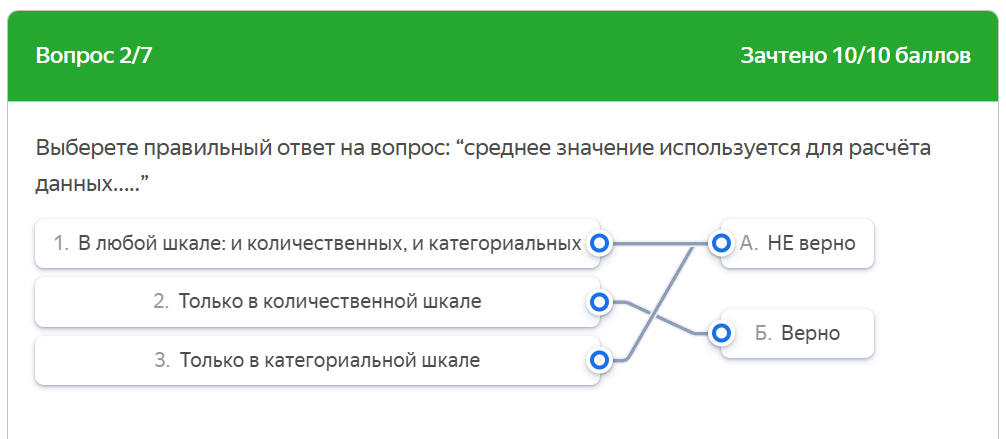 Вопрос 2/7
Зачтено 10/10 баллов
Выберете правильный ответ на вопрос: “среднее значение используется для расчёта
данных.....”
1. В любой шкале: и количественных, и категориальных
А. НЕ верно
2. Только в количественной шкале
Б. Верно
3. Только в категориальной шкале